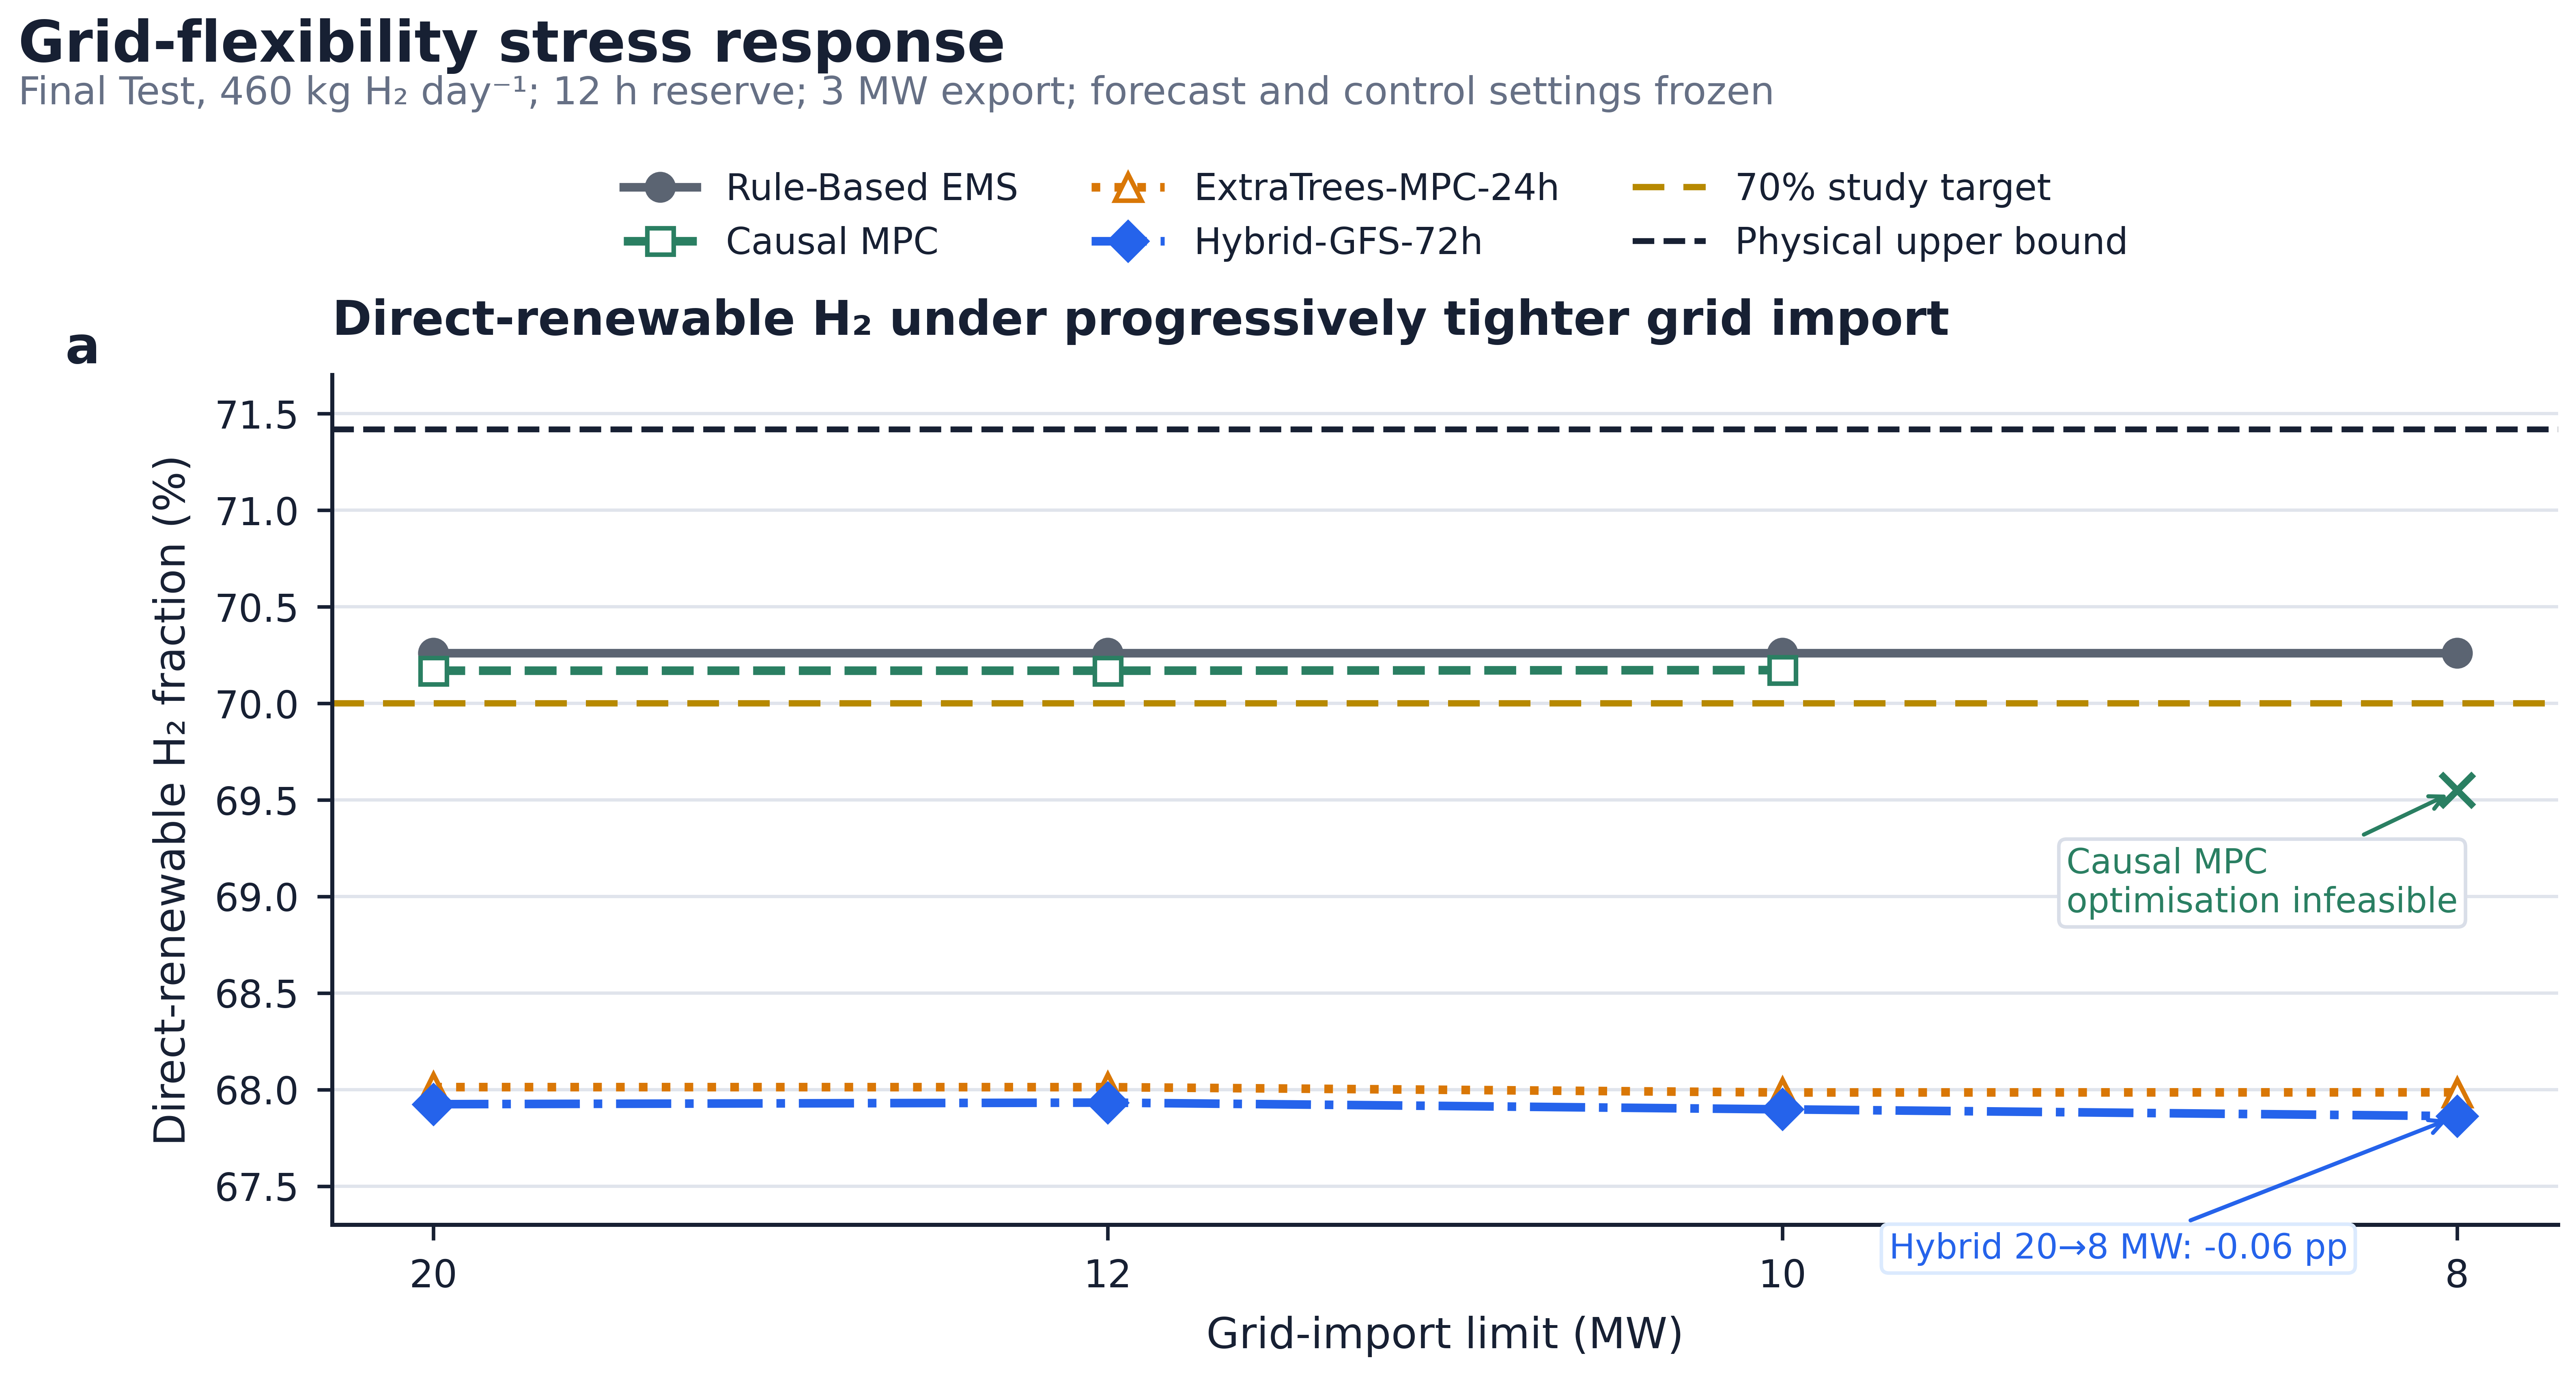 Grid-flexibility stress response
Final Test, 460 kg H₂ day⁻¹; 12 h reserve; 3 MW export; forecast and control settings frozen
Rule-Based EMS
Causal MPC
ExtraTrees-MPC-24h
Hybrid-GFS-72h
70% study target
Physical upper bound
a
Direct-renewable H₂ under progressively tighter grid import
Direct-renewable H₂ fraction (%)
71.5
71.0
70.5
70.0
69.5
69.0
68.5
68.0
67.5
Causal MPC
optimisation infeasible
Hybrid 20→8 MW: -0.06 pp
20
12
10
8
Grid-import limit (MW)